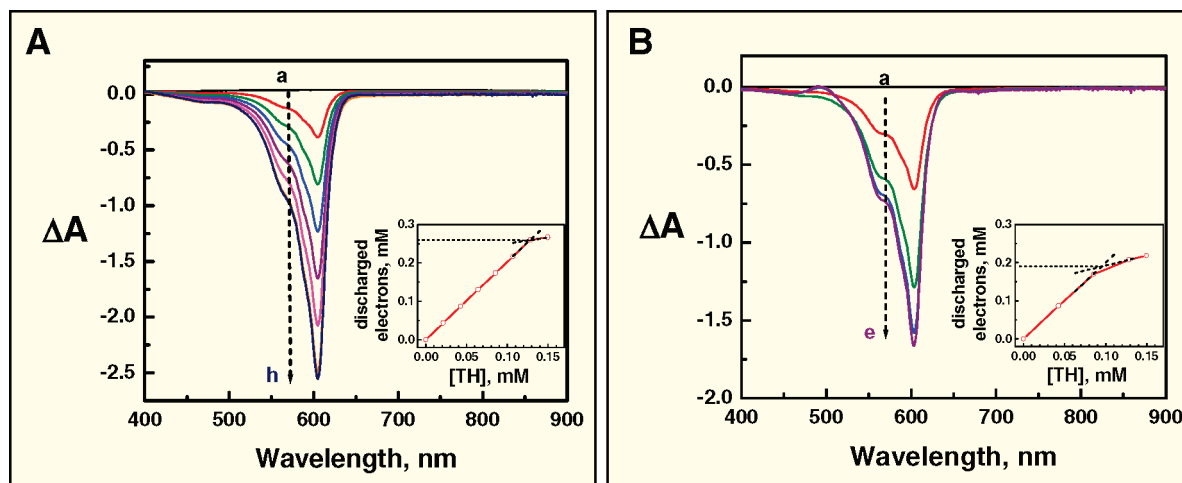 A
a
0.0
-0.5
-1.0
-1.5
-2.0
-2.5
ΔA
h
400 500 600 700 800 900
Wavelength, nm
0.3
0.2
0.1
0.0
discharged
electrons, mM
0.00 0.05 0.10 0.15
[TH], mM
B
a
0.0
-0.5
-1.0
-1.5
-2.0
ΔA
e
400 500 600 700 800 900
Wavelength, nm
0.3
0.2
0.1
0.0
discharged
electrons, mM
0.00 0.05 0.10 0.15
[TH], mM